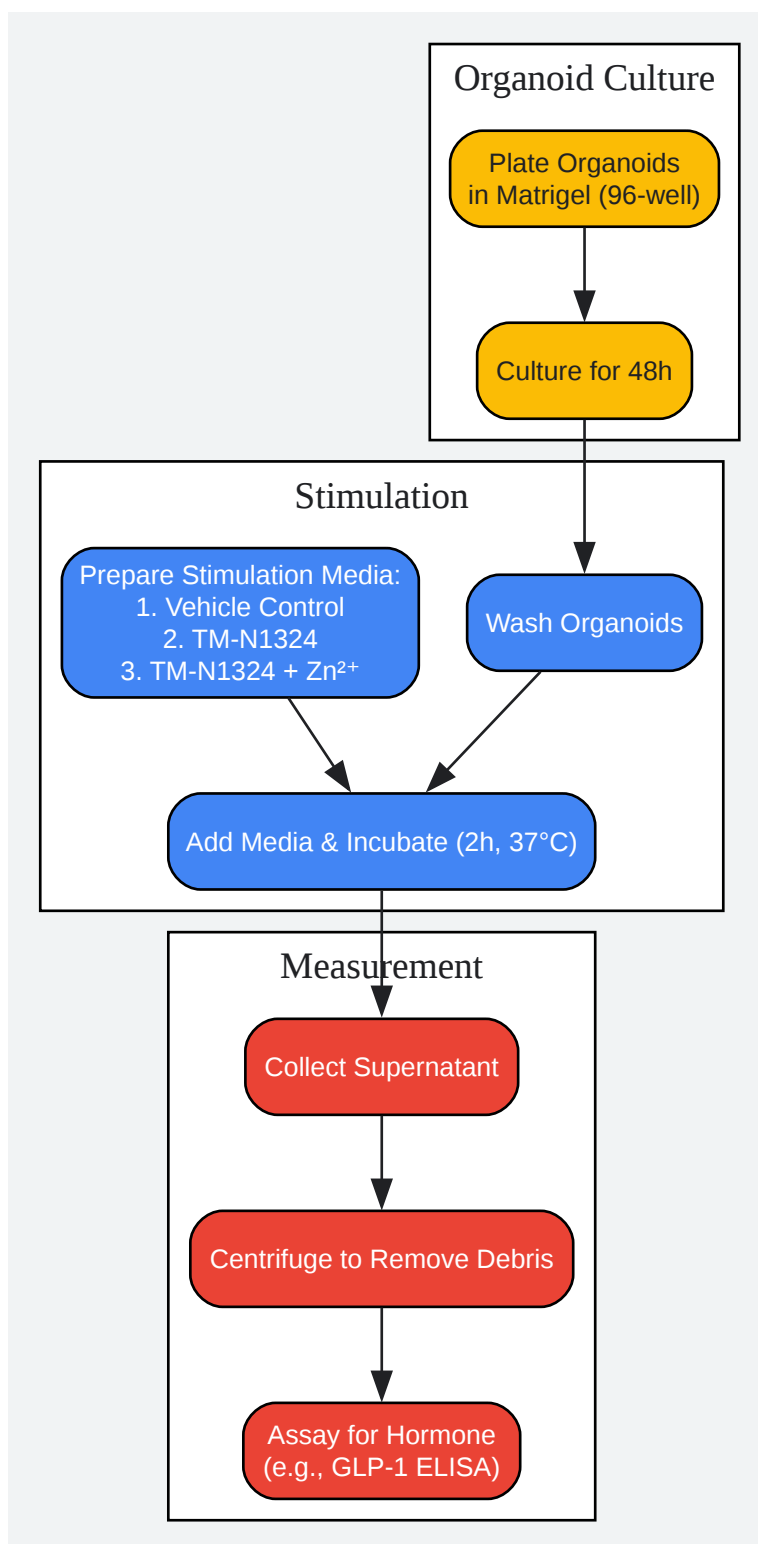 Organoid Culture
Plate Organoids
in Matrigel (96-well)
Culture for 48h
Stimulation
Prepare Stimulation Media:
1. Vehicle Control
2. TM-N1324
3. TM-N1324 + Zn²⁺
Wash Organoids
Add Media & Incubate (2h, 37°C)
Measurement
Collect Supernatant
Centrifuge to Remove Debris
Assay for Hormone
(e.g., GLP-1 ELISA)